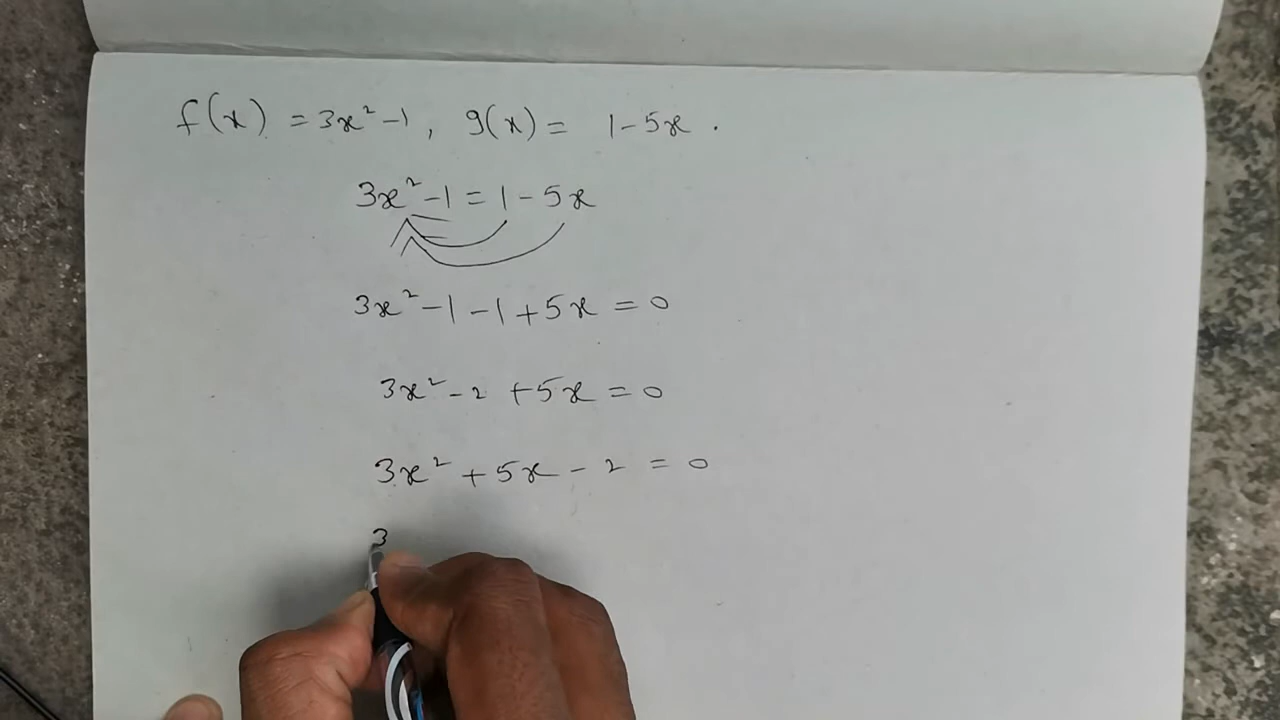 f(x) = 3x² - 1, g(x) = 1 - 5x .
3x² - 1 = 1 - 5x
3x² - 1 - 1 + 5x = 0
3x² - 2 + 5x = 0
3x² + 5x - 2 = 0
3